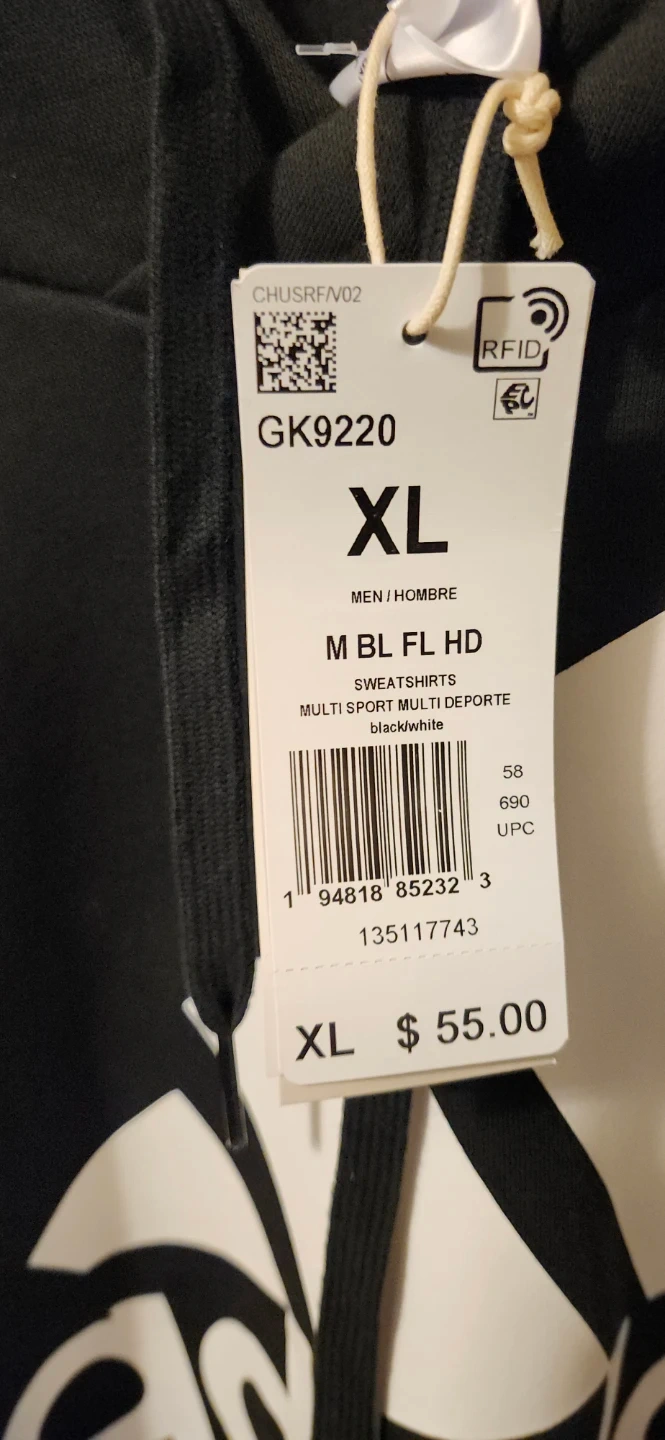 CHUSRF/V02
RFID
EPC
GK9220
XL
MEN / HOMBRE
M BL FL HD
SWEATSHIRTS
MULTI SPORT MULTI DEPORTE
black/white
58
690
UPC
1 94818 85232 3
135117743
XL $ 55.00